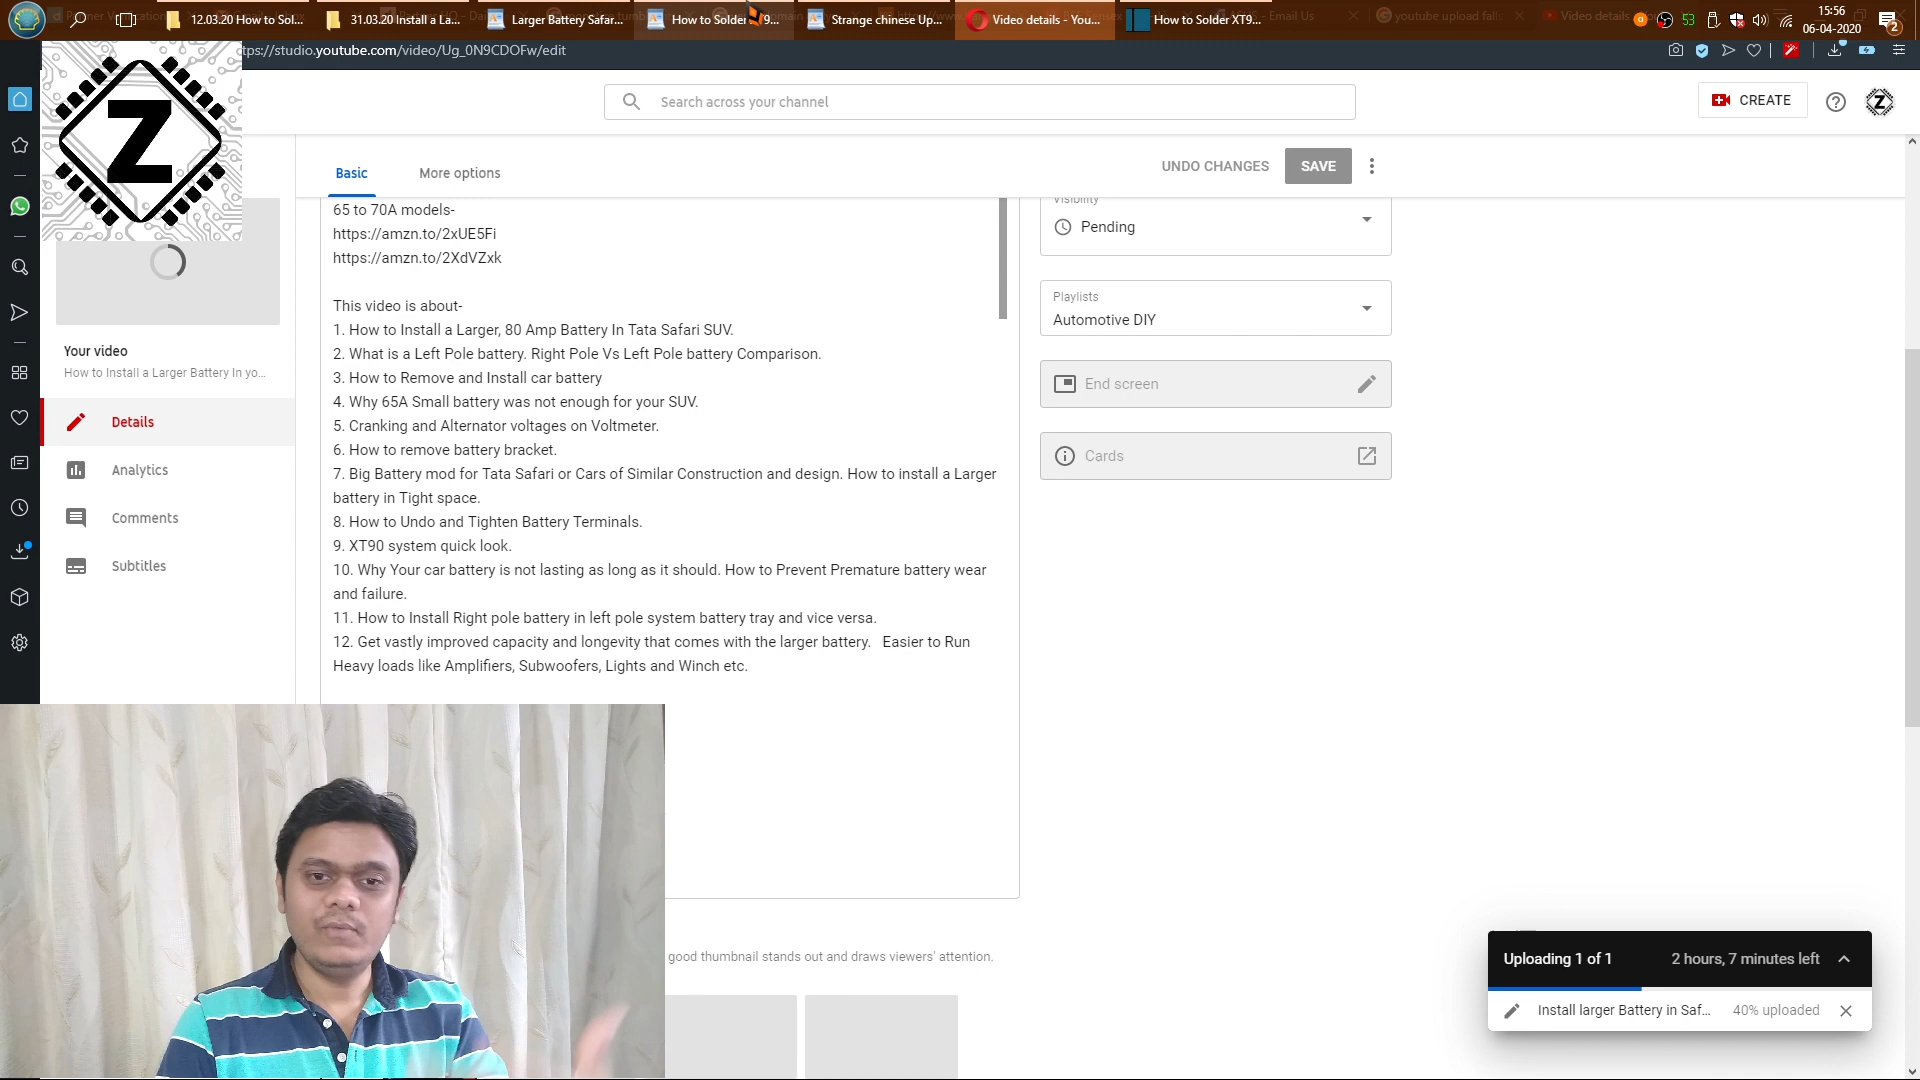 12.03.20 How to Sol...
31.03.20 Install a La...
Larger Battery Safar...
How to Solder
9...
Strange chinese Up...
Video details - You...
How to Solder XT9...
53
15:56
06-04-2020
2
tps://studio.youtube.com/video/Ug_0N9CDOFw/edit
Z
Search across your channel
CREATE
Z
Basic
More options
UNDO CHANGES
SAVE
65 to 70A models-
https://amzn.to/2xUE5Fi
https://amzn.to/2XdVZxk
This video is about-
1. How to Install a Larger, 80 Amp Battery In Tata Safari SUV.
2. What is a Left Pole battery. Right Pole Vs Left Pole battery Comparison.
3. How to Remove and Install car battery
4. Why 65A Small battery was not enough for your SUV.
5. Cranking and Alternator voltages on Voltmeter.
6. How to remove battery bracket.
7. Big Battery mod for Tata Safari or Cars of Similar Construction and design. How to install a Larger
battery in Tight space.
8. How to Undo and Tighten Battery Terminals.
9. XT90 system quick look.
10. Why Your car battery is not lasting as long as it should. How to Prevent Premature battery wear
and failure.
11. How to Install Right pole battery in left pole system battery tray and vice versa.
12. Get vastly improved capacity and longevity that comes with the larger battery.   Easier to Run
Heavy loads like Amplifiers, Subwoofers, Lights and Winch etc.
Visibility
Pending
Playlists
Automotive DIY
End screen
Cards
Your video
How to Install a Larger Battery In yo...
Details
Analytics
Comments
Subtitles
good thumbnail stands out and draws viewers' attention.
Uploading 1 of 1
2 hours, 7 minutes left
Install larger Battery in Saf...
40% uploaded